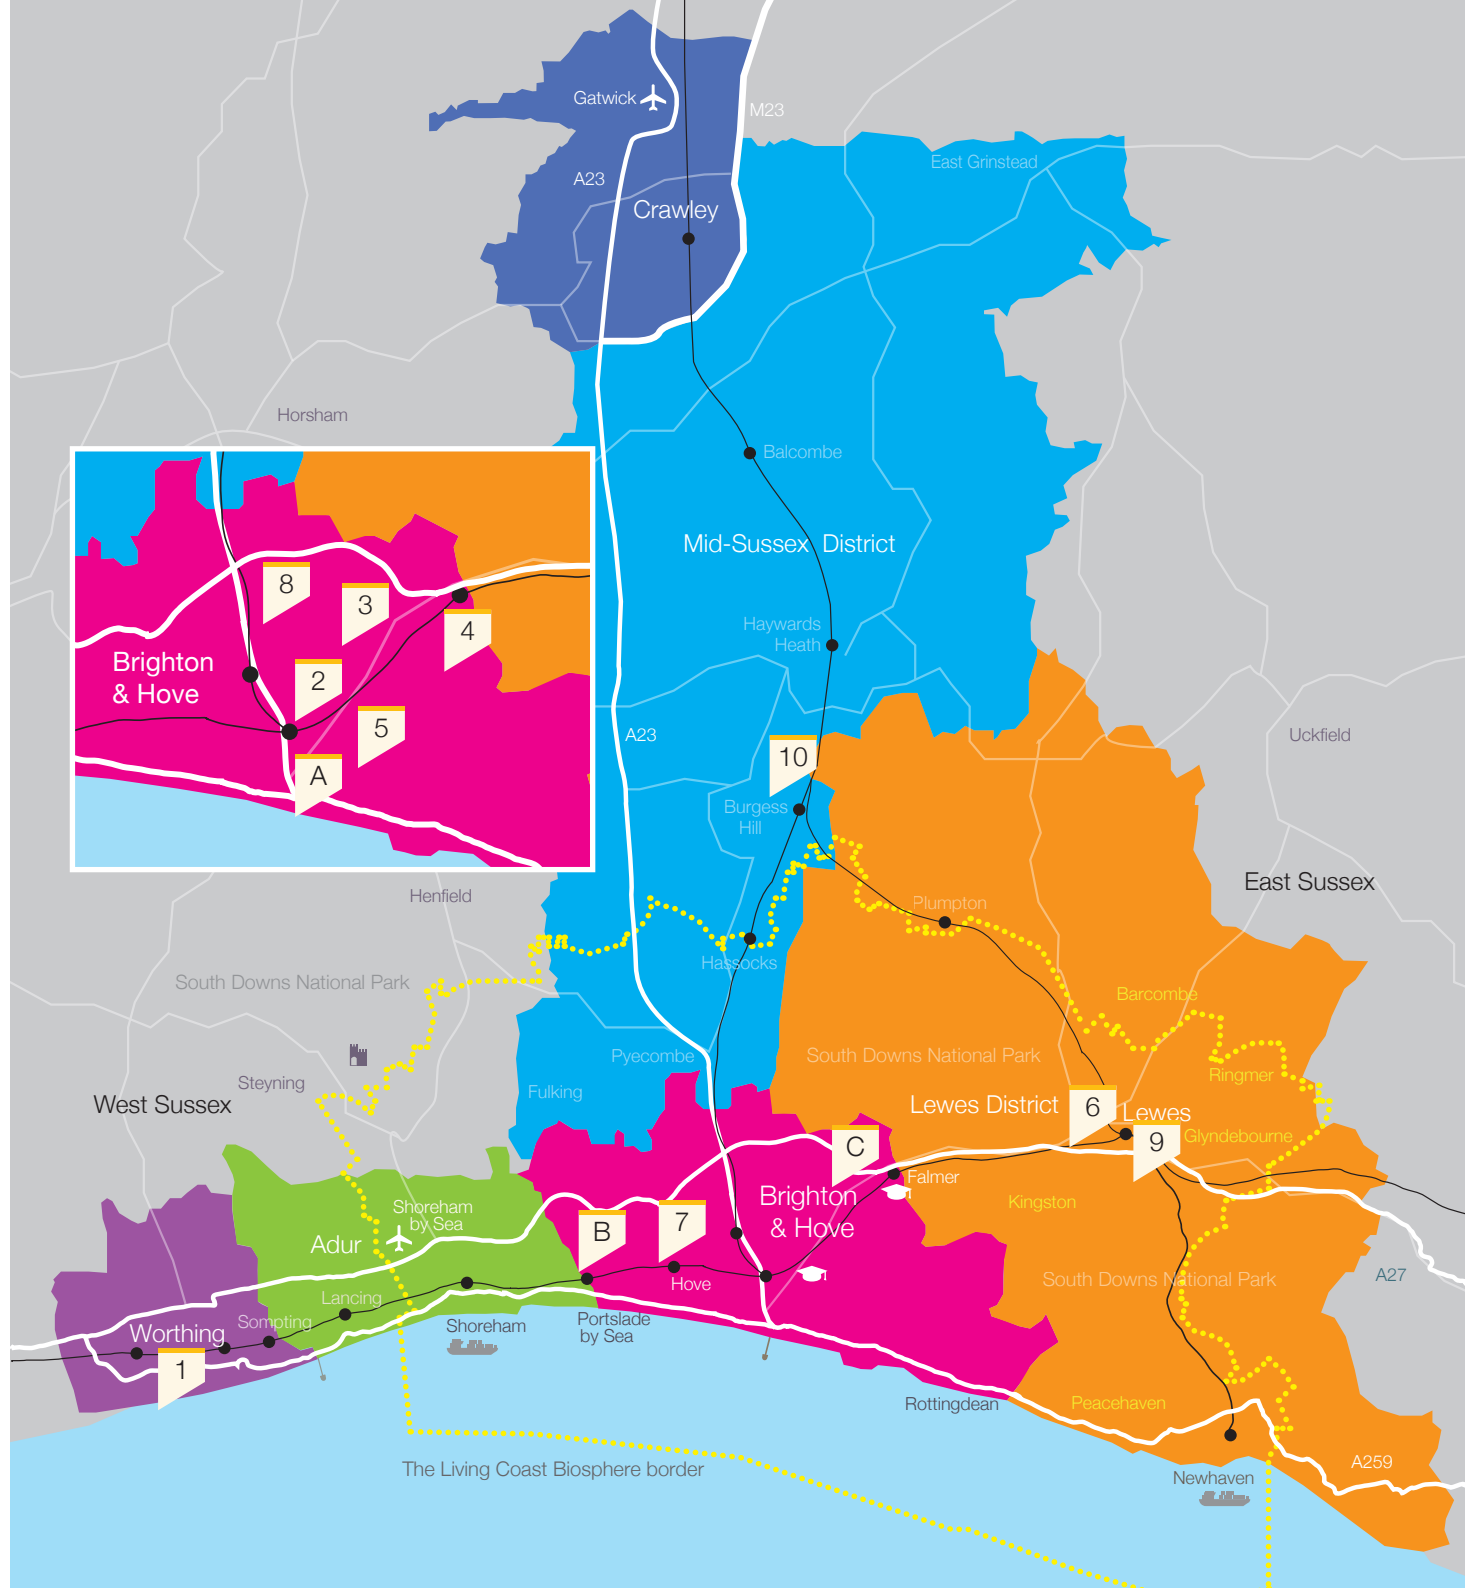 Gatwick
M23
East Grinstead
A23
Crawley
Horsham
Balcombe
Mid-Sussex District
8
3
4
Brighton
& Hove
2
5
A
Haywards
Heath
A23
Uckfield
10
Burgess
Hill
East Sussex
Henfield
Plumpton
Hassocks
South Downs National Park
Barcombe
Pyecombe
South Downs National Park
Steyning
Ringmer
Fulking
West Sussex
Lewes District
6
Lewes
Glyndebourne
9
C
Falmer
Kingston
Brighton
& Hove
Shoreham
by Sea
Adur
B
7
Hove
South Downs National Park
A27
Lancing
Sompting
Worthing
Shoreham
Portslade
by Sea
1
Rottingdean
Peacehaven
A259
The Living Coast Biosphere border
Newhaven